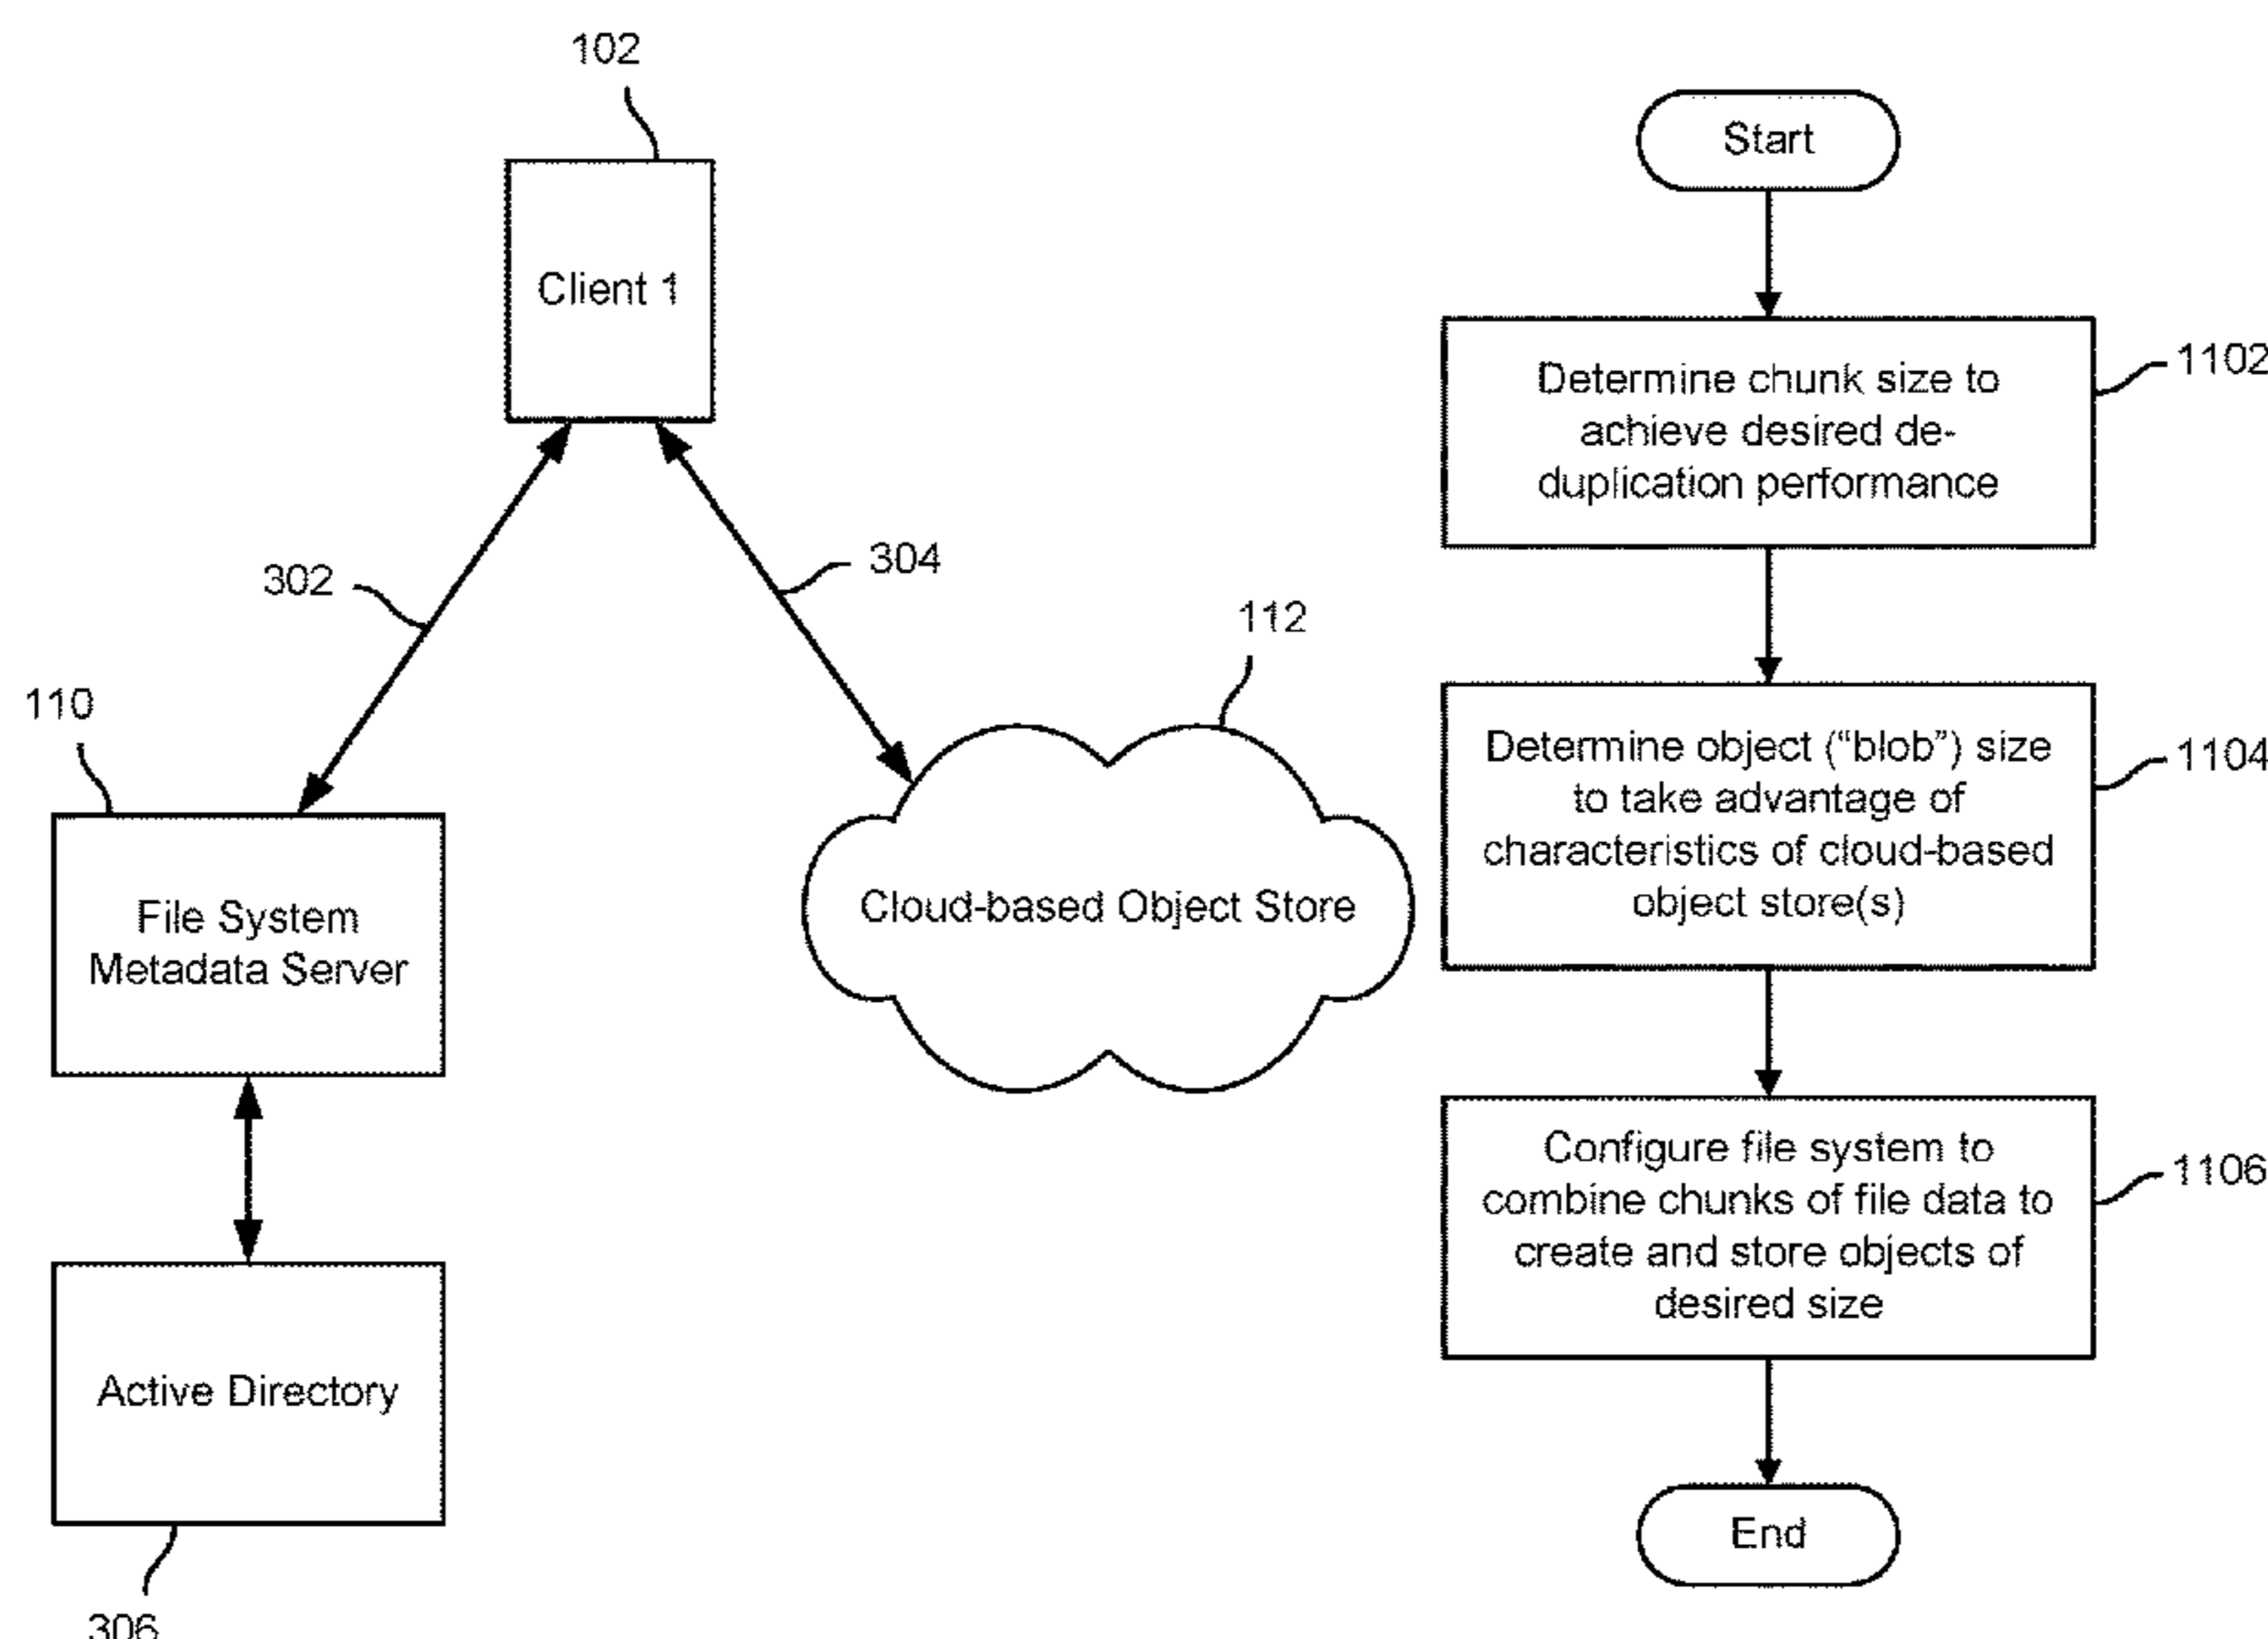 102
Client 1
302
304
110
112
File System
Metadata Server
Cloud-based Object Store
Active Directory
306
Start
Determine chunk size to
achieve desired de-
duplication performance
1102
Determine object (“blob”) size
to take advantage of
characteristics of cloud-based
object store(s)
1104
Configure file system to
combine chunks of file data to
create and store objects of
desired size
1106
End